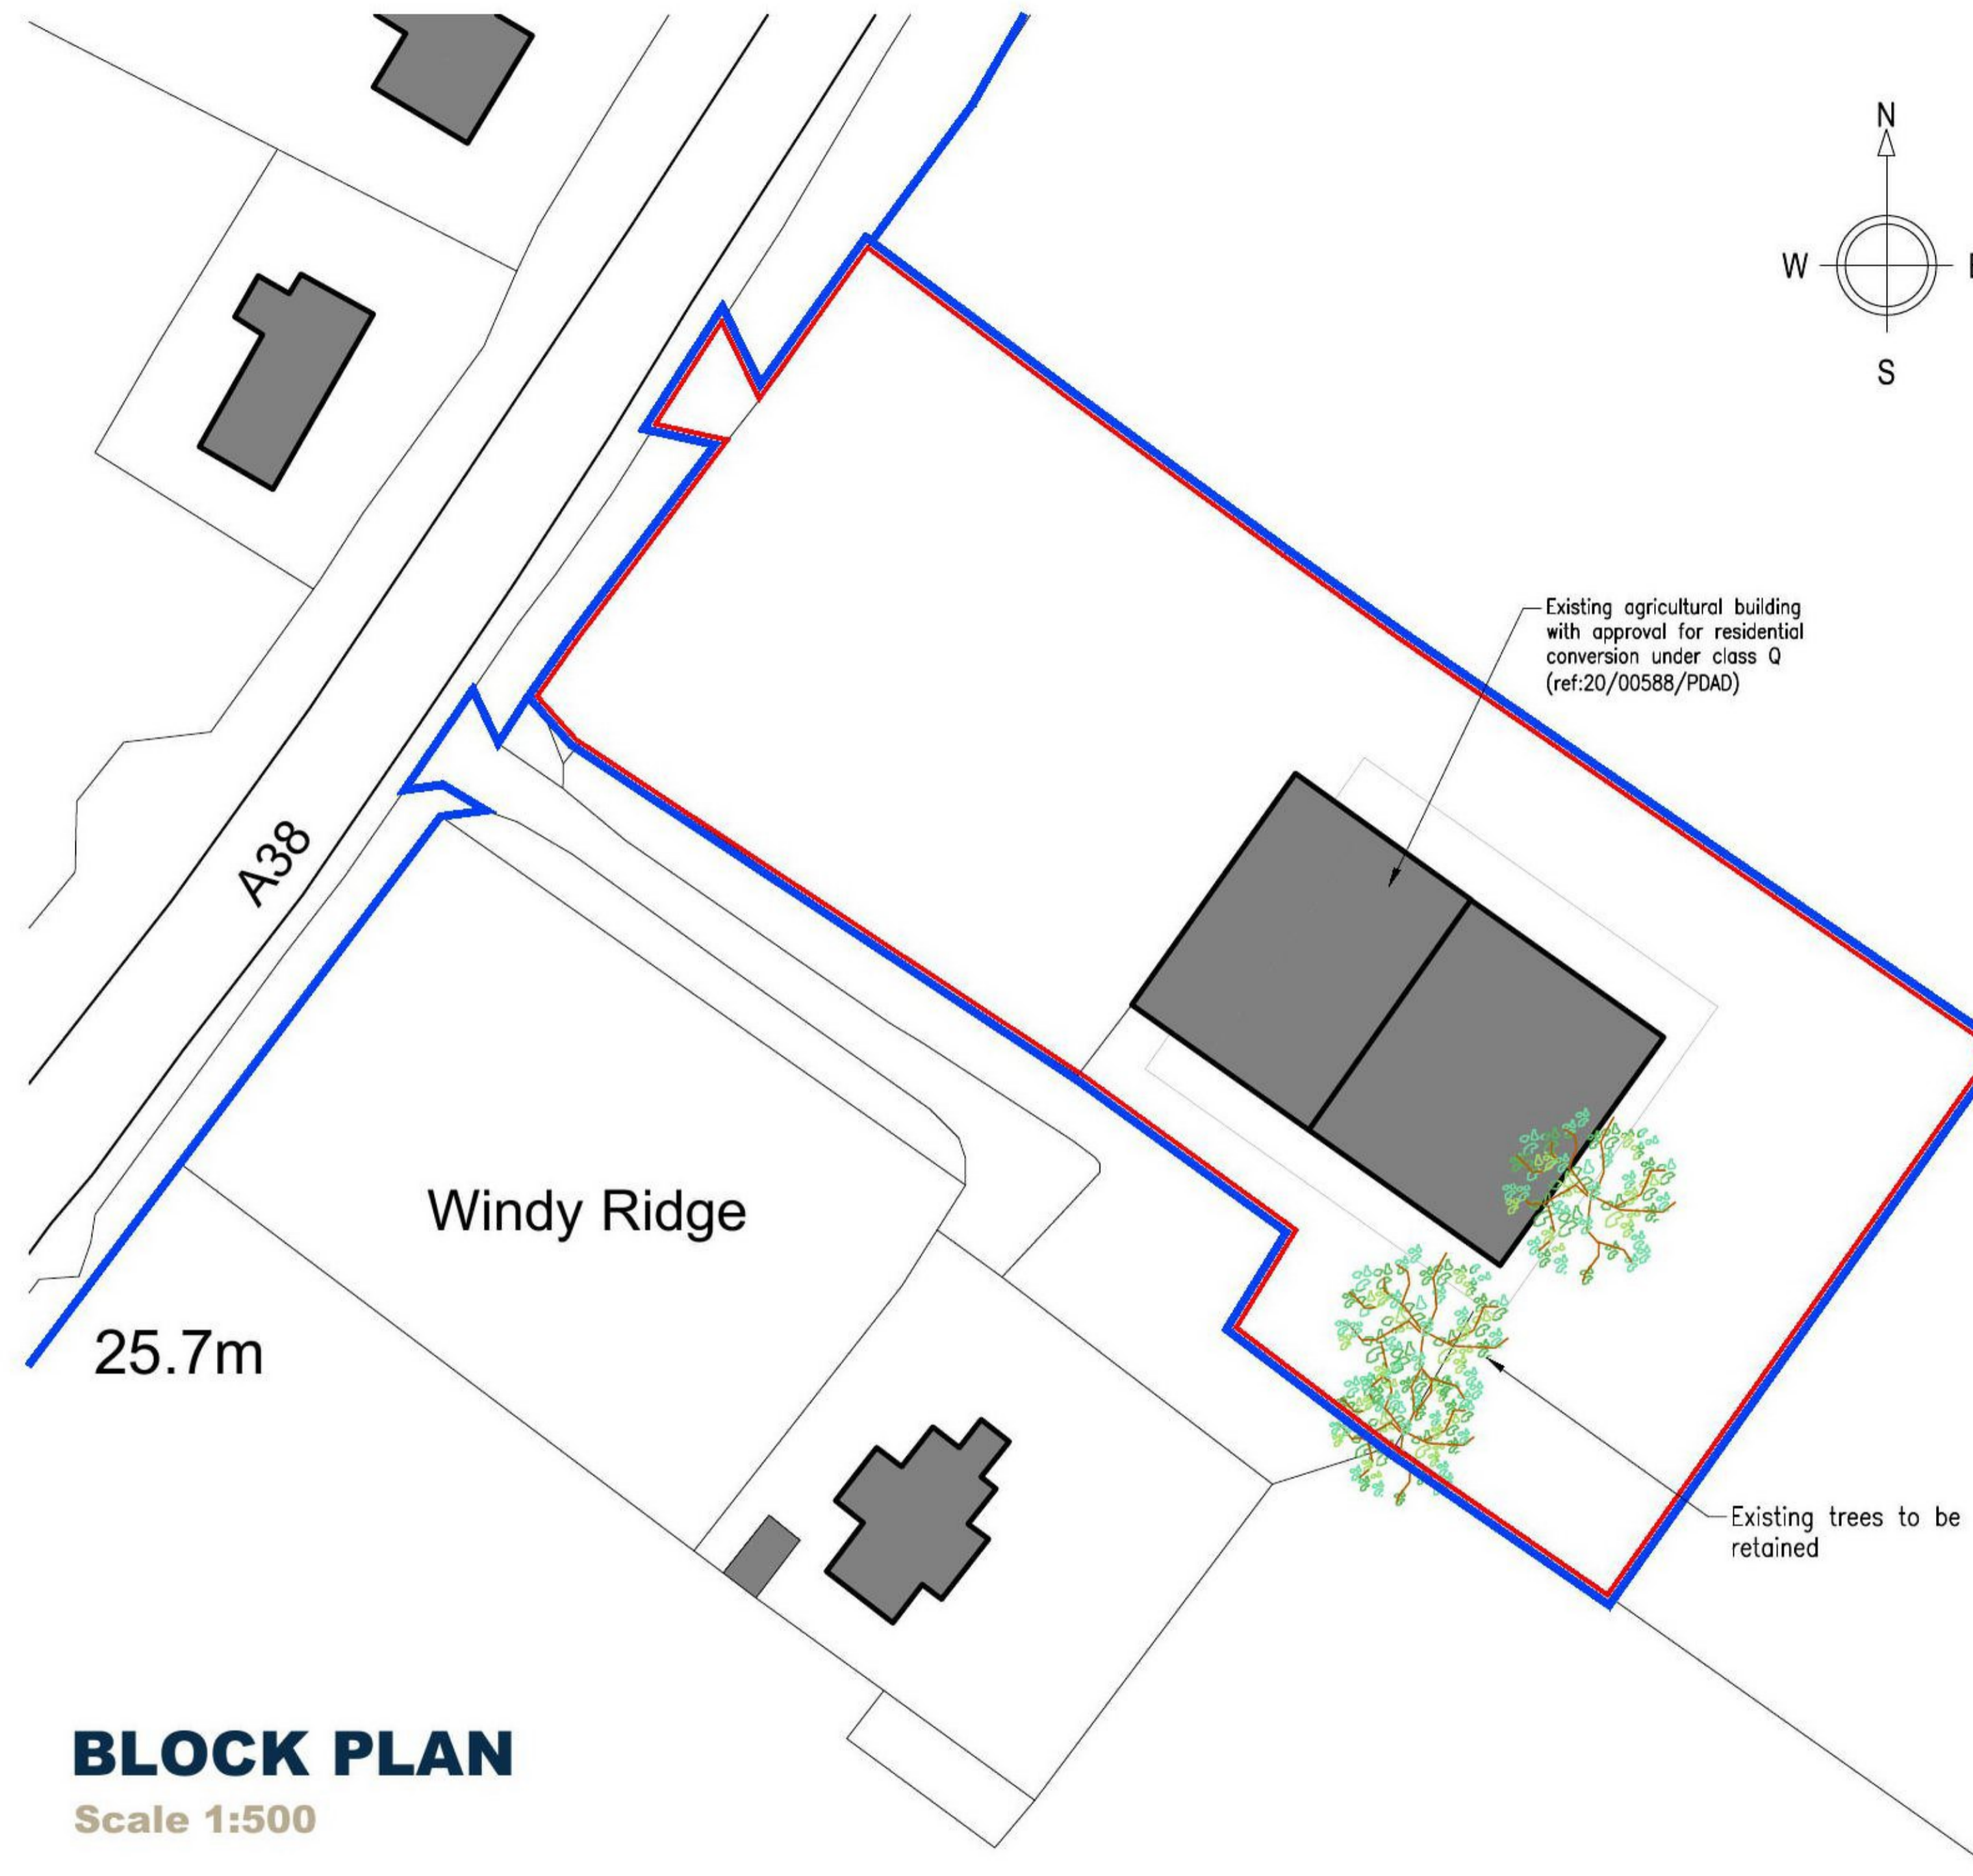 N
W
S
Existing agricultural building
with approval for residential
conversion under class Q
(ref:20/00588/PDAD)
A38
Windy Ridge
25.7m
Existing trees to be
retained
BLOCK PLAN
Scale 1:500